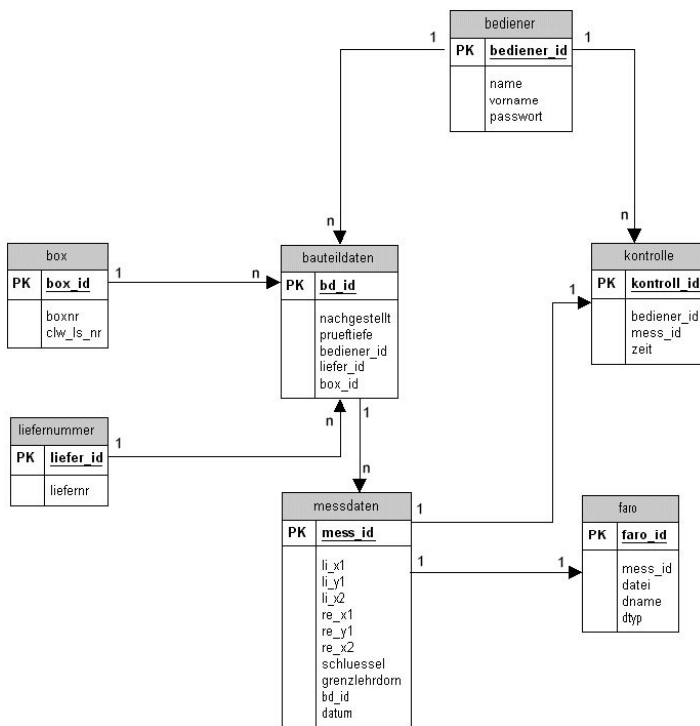 bediener
PK bediener_id
name
vorname
passwort
1
1
n
n
box
PK box_id
boxnr
clw_ls_nr
1
n
bauteildaten
PK bd_id
nachgestellt
prueftiefe
bediener_id
liefer_id
box_id
kontrolle
PK kontroll_id
bediener_id
mess_id
zeit
1
liefernummer
PK liefer_id
liefernr
1
n
1
n
messdaten
PK mess_id
li_x1
li_y1
li_x2
re_x1
re_y1
re_x2
schluessel
grenzlehrdorn
bd_id
datum
1
1
1
faro
PK faro_id
mess_id
datei
dname
dtyp